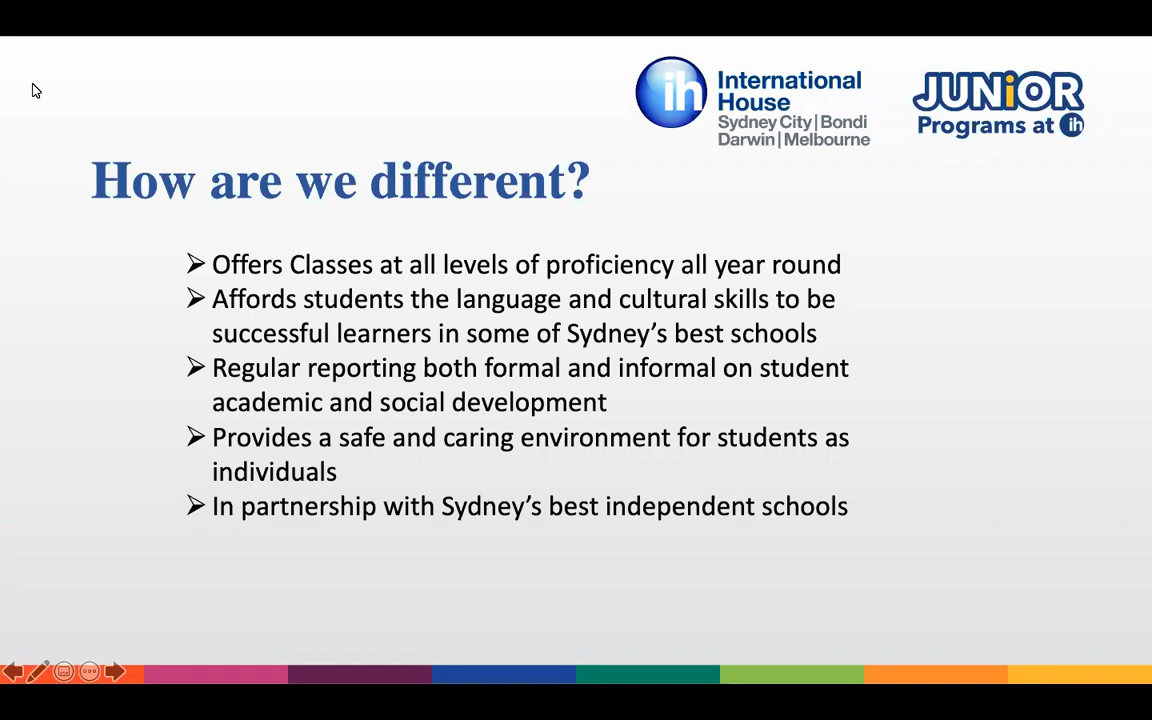 ih International
House
Sydney City|Bondi
Darwin|Melbourne
JUNiOR
Programs at ih
How are we different?
Offers Classes at all levels of proficiency all year round
Affords students the language and cultural skills to be
successful learners in some of Sydney’s best schools
Regular reporting both formal and informal on student
academic and social development
Provides a safe and caring environment for students as
individuals
In partnership with Sydney’s best independent schools